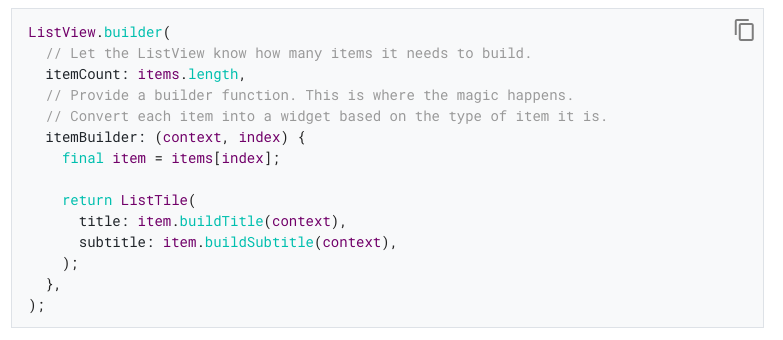 ListView.builder(
  // Let the ListView know how many items it needs to build.
  itemCount: items.length,
  // Provide a builder function. This is where the magic happens.
  // Convert each item into a widget based on the type of item it is.
  itemBuilder: (context, index) {
    final item = items[index];

    return ListTile(
      title: item.buildTitle(context),
      subtitle: item.buildSubtitle(context),
    );
  },
);